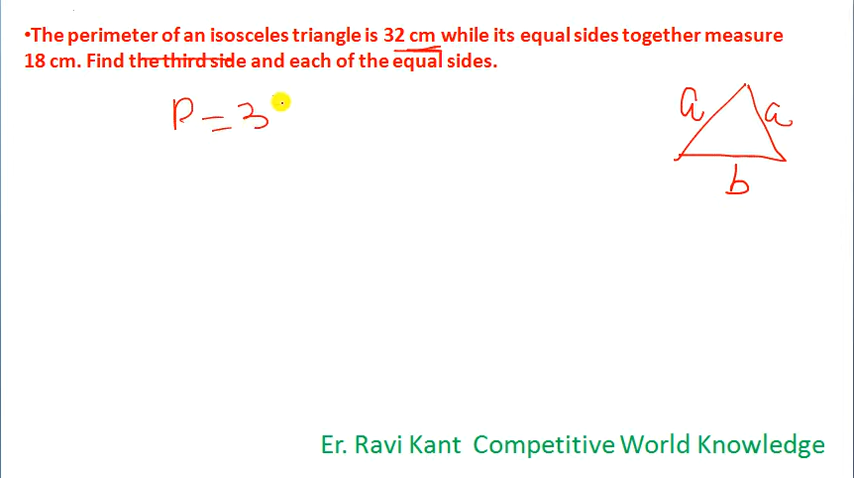 •The perimeter of an isosceles triangle is 32 cm while its equal sides together measure
18 cm. Find the third side and each of the equal sides.
P = 3
a
a
b
Er. Ravi Kant Competitive World Knowledge